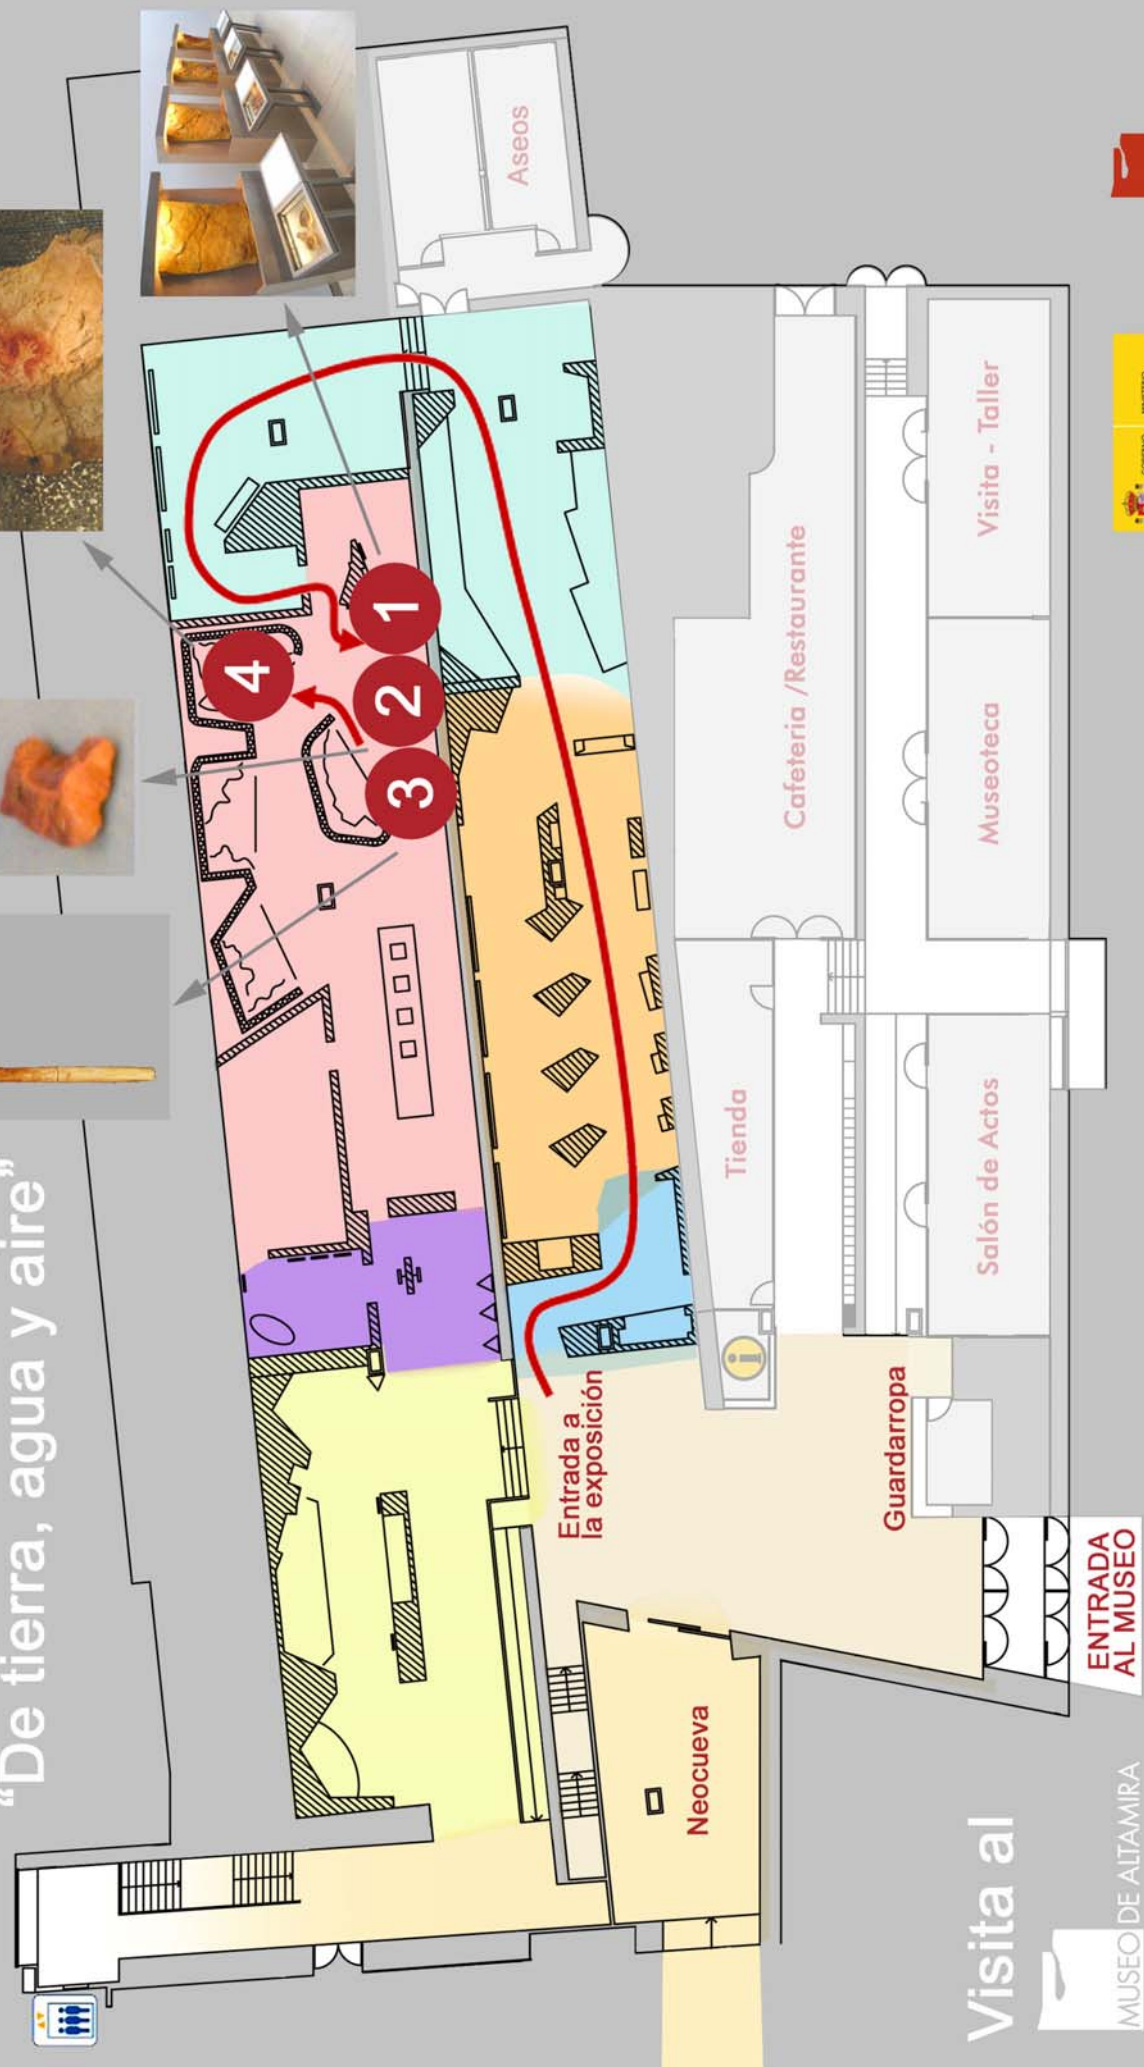 “De tierra, agua y aire”
Aseos
4
1
2
3
Cafeteria /Restaurante
Visita - Taller
Museoteca
Tienda
Salón de Actos
i
Entrada a
la exposición
Guardarropa
Neocueva
ENTRADA
AL MUSEO
Visita al
MUSEO DE ALTAMIRA